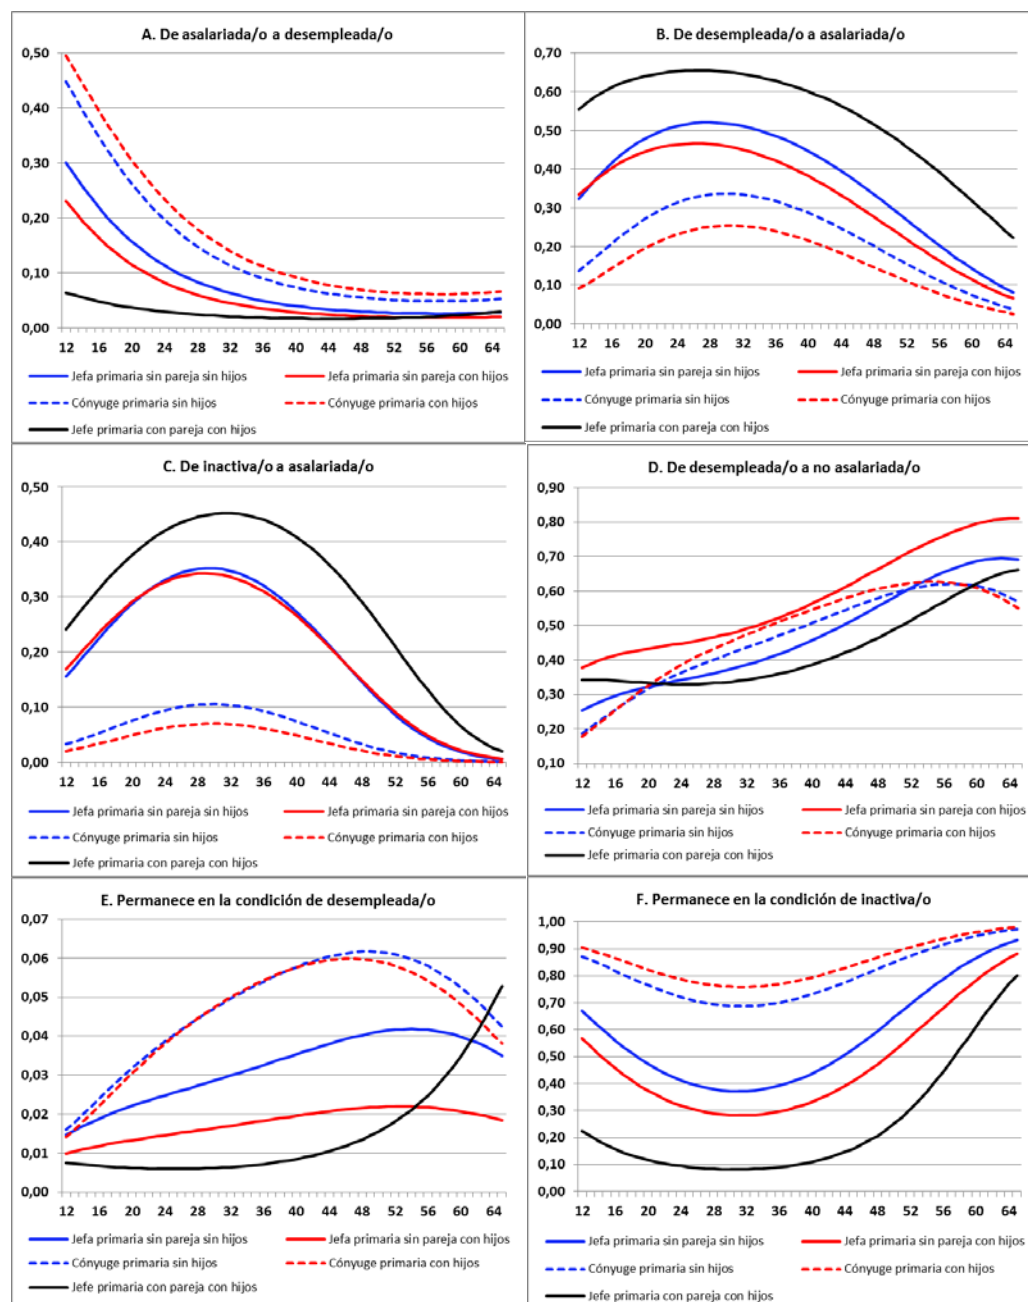 A. De asalariada/o a desempleada/o
0,50
0,40
0,30
0,20
0,10
0,00
12 16 20 24 28 32 36 40 44 48 52 56 60 64
Jefa primaria sin pareja sin hijos
Jefa primaria sin pareja con hijos
Cónyuge primaria sin hijos
Cónyuge primaria con hijos
Jefe primaria con pareja con hijos
B. De desempleada/o a asalariada/o
0,70
0,60
0,50
0,40
0,30
0,20
0,10
0,00
12 16 20 24 28 32 36 40 44 48 52 56 60 64
Jefa primaria sin pareja sin hijos
Jefa primaria sin pareja con hijos
Cónyuge primaria sin hijos
Cónyuge primaria con hijos
Jefe primaria con pareja con hijos
C. De inactiva/o a asalariada/o
0,50
0,40
0,30
0,20
0,10
0,00
12 16 20 24 28 32 36 40 44 48 52 56 60 64
Jefa primaria sin pareja sin hijos
Jefa primaria sin pareja con hijos
Cónyuge primaria sin hijos
Cónyuge primaria con hijos
Jefe primaria con pareja con hijos
D. De desempleada/o a no asalariada/o
0,90
0,80
0,70
0,60
0,50
0,40
0,30
0,20
0,10
12 16 20 24 28 32 36 40 44 48 52 56 60 64
Jefa primaria sin pareja sin hijos
Jefa primaria sin pareja con hijos
Cónyuge primaria sin hijos
Cónyuge primaria con hijos
Jefe primaria con pareja con hijos
E. Permanece en la condición de desempleada/o
0,07
0,06
0,05
0,04
0,03
0,02
0,01
0,00
12 16 20 24 28 32 36 40 44 48 52 56 60 64
Jefa primaria sin pareja sin hijos
Jefa primaria sin pareja con hijos
Cónyuge primaria sin hijos
Cónyuge primaria con hijos
Jefe primaria con pareja con hijos
F. Permanece en la condición de inactiva/o
1,00
0,90
0,80
0,70
0,60
0,50
0,40
0,30
0,20
0,10
0,00
12 16 20 24 28 32 36 40 44 48 52 56 60 64
Jefa primaria sin pareja sin hijos
Jefa primaria sin pareja con hijos
Cónyuge primaria sin hijos
Cónyuge primaria con hijos
Jefe primaria con pareja con hijos